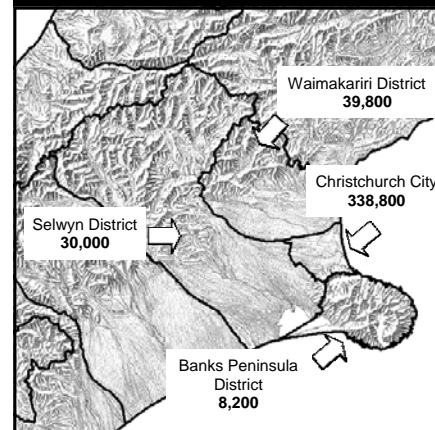 Waimakariri District
39,800
Christchurch City
338,800
Selwyn District
30,000
Banks Peninsula
District
8,200